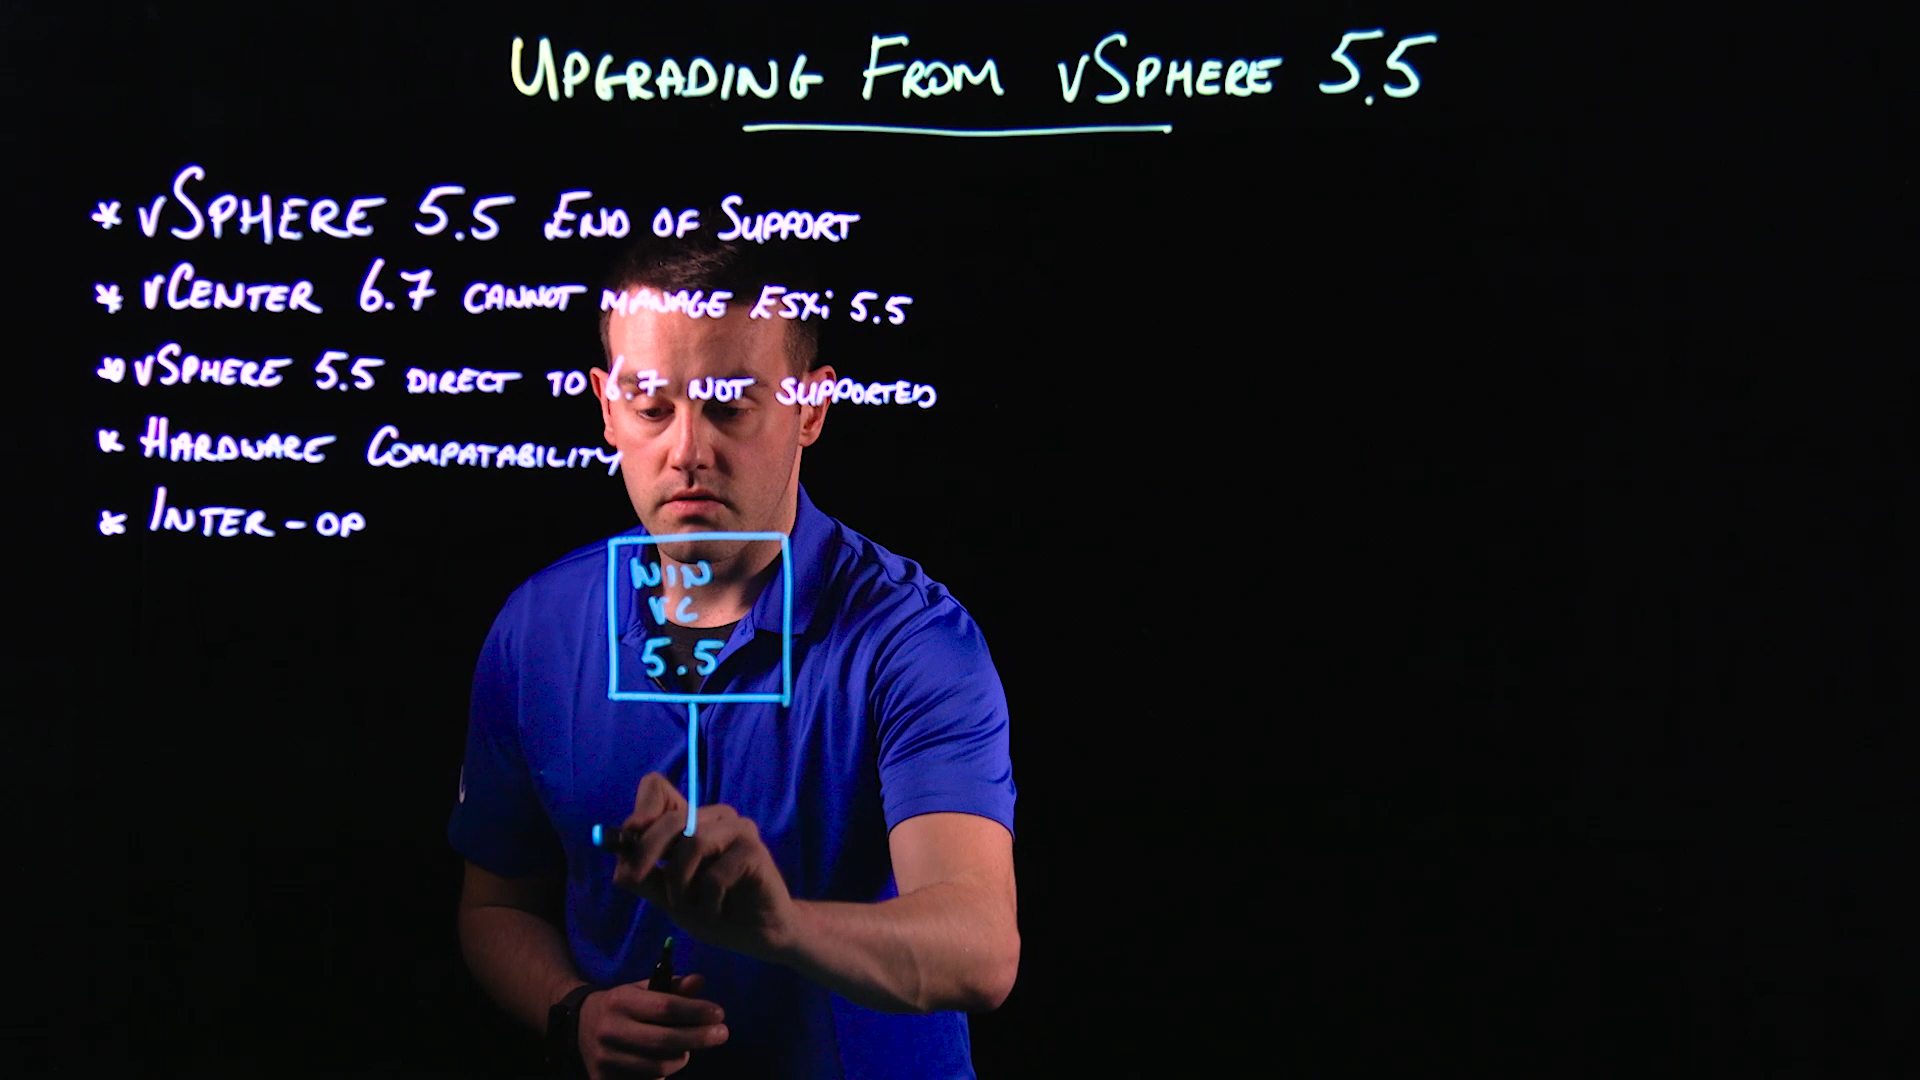 UPGRADING FROM VSPHERE 5.5
* VSPHERE 5.5 END OF SUPPORT
* VCENTER 6.7 CANNOT MANAGE ESXi 5.5
* VSPHERE 5.5 DIRECT TO 6.7 NOT SUPPORTED
* HARDWARE COMPATABILITY
* INTER-OP
WIN
VC
5.5